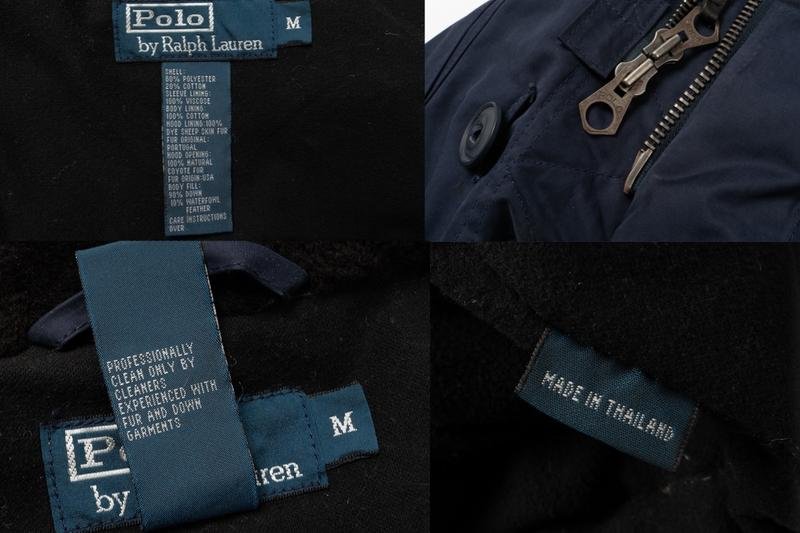 Polo
by Ralph Lauren
M
SHELL:
80% POLYESTER
20% COTTON
SLEEVE LINING:
100% VISCOSE
BODY LINING:
100% COTTON
HOOD LINING:100%
DYE SHEEP SKIN FUR
FUR ORIGINAL:
PORTUGAL
HOOD OPENING:
100% NATURAL
COYOTE FUR
FUR ORIGIN:USA
BODY FILL:
90% DOWN
10% WATERFOWL
FEATHER
CARE INSTRUCTIONS
OVER
PROFESSIONALLY
CLEAN ONLY BY
CLEANERS
EXPERIENCED WITH
FUR AND DOWN
GARMENTS
M
by
MADE IN THAILAND